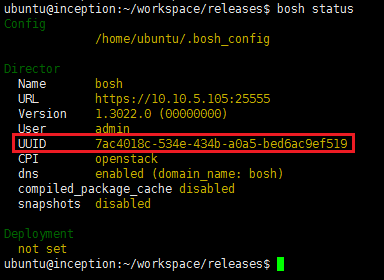 ubuntu@inception:~/workspace/releases$ bosh status
Config
/home/ubuntu/.bosh_config
Director
Name bosh
URL https://10.10.5.105:25555
Version 1.3022.0 (00000000)
User admin
UUID 7ac4018c-534e-434b-a0a5-bed6ac9ef519
CPI openstack
dns enabled (domain_name: bosh)
compiled_package_cache disabled
snapshots disabled
Deployment
not set
ubuntu@inception:~/workspace/releases$